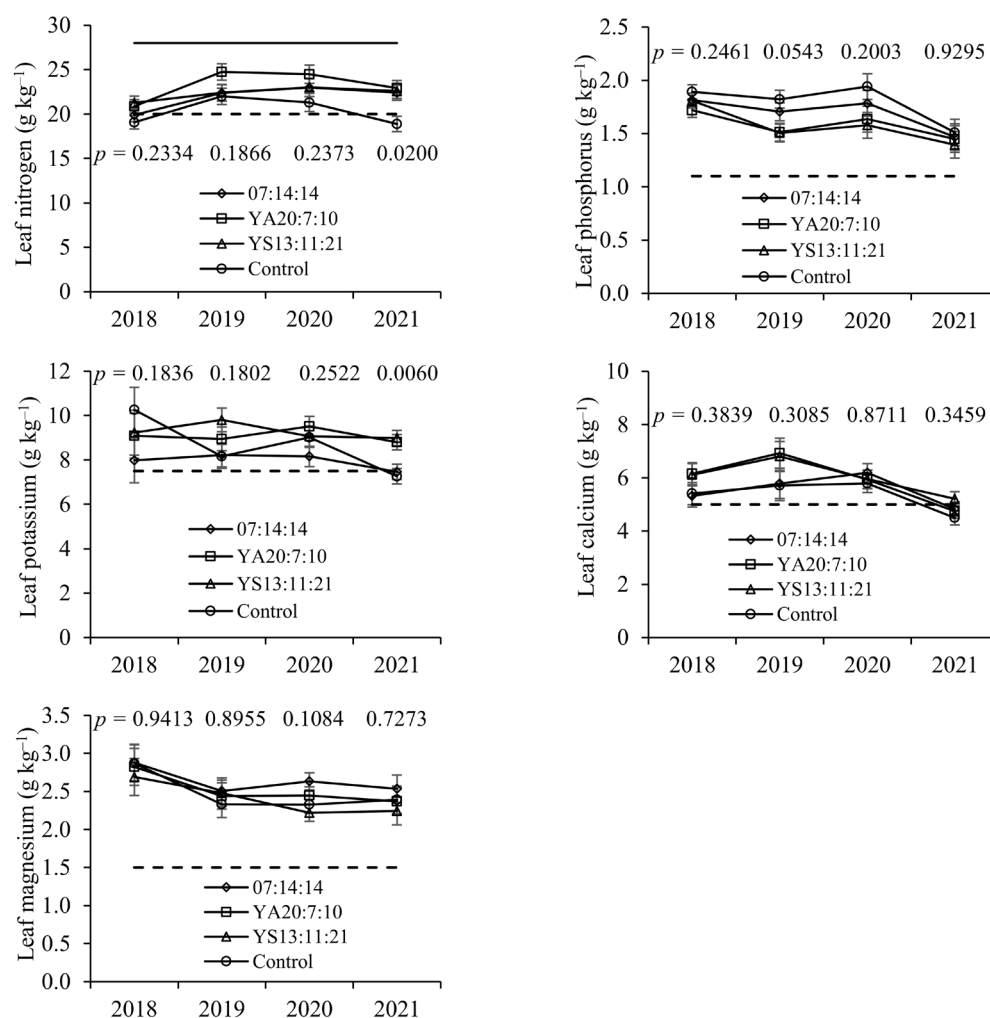 Leaf nitrogen (g kg⁻¹)
30
25
20
15
10
5
0
p = 0.2334 0.1866 0.2373 0.0200
07:14:14
YA20:7:10
YS13:11:21
Control
2018 2019 2020 2021
Leaf phosphorus (g kg⁻¹)
2.5
2.0
1.5
1.0
0.5
0.0
p = 0.2461 0.0543 0.2003 0.9295
07:14:14
YA20:7:10
YS13:11:21
Control
2018 2019 2020 2021
Leaf potassium (g kg⁻¹)
12
10
8
6
4
2
0
p = 0.1836 0.1802 0.2522 0.0060
07:14:14
YA20:7:10
YS13:11:21
Control
2018 2019 2020 2021
Leaf calcium (g kg⁻¹)
10
8
6
4
2
0
p = 0.3839 0.3085 0.8711 0.3459
07:14:14
YA20:7:10
YS13:11:21
Control
2018 2019 2020 2021
Leaf magnesium (g kg⁻¹)
3.5
3.0
2.5
2.0
1.5
1.0
0.5
0.0
p = 0.9413 0.8955 0.1084 0.7273
07:14:14
YA20:7:10
YS13:11:21
Control
2018 2019 2020 2021